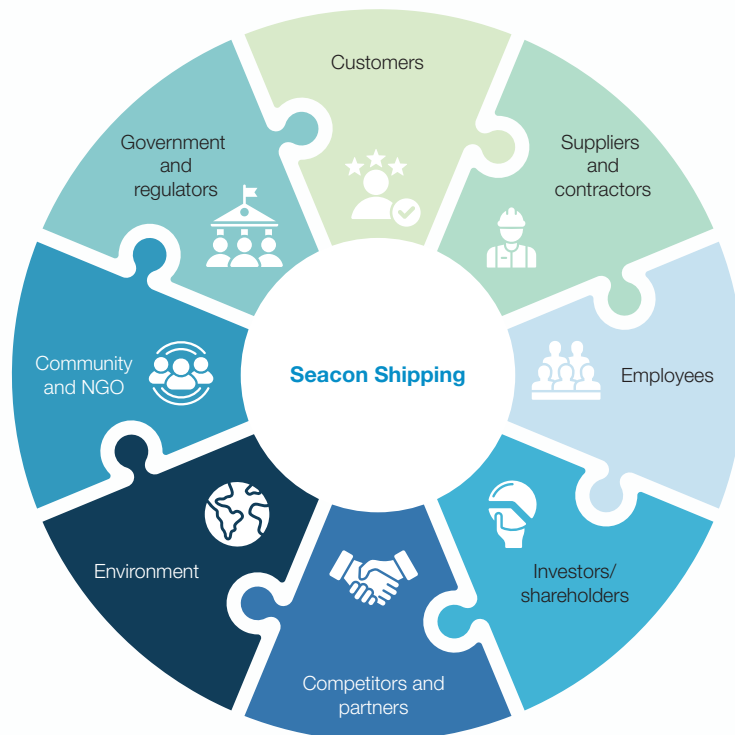 Customers
Suppliers
and
contractors
Employees
Investors/
shareholders
Competitors and
partners
Environment
Community
and NGO
Government
and
regulators
Seacon Shipping